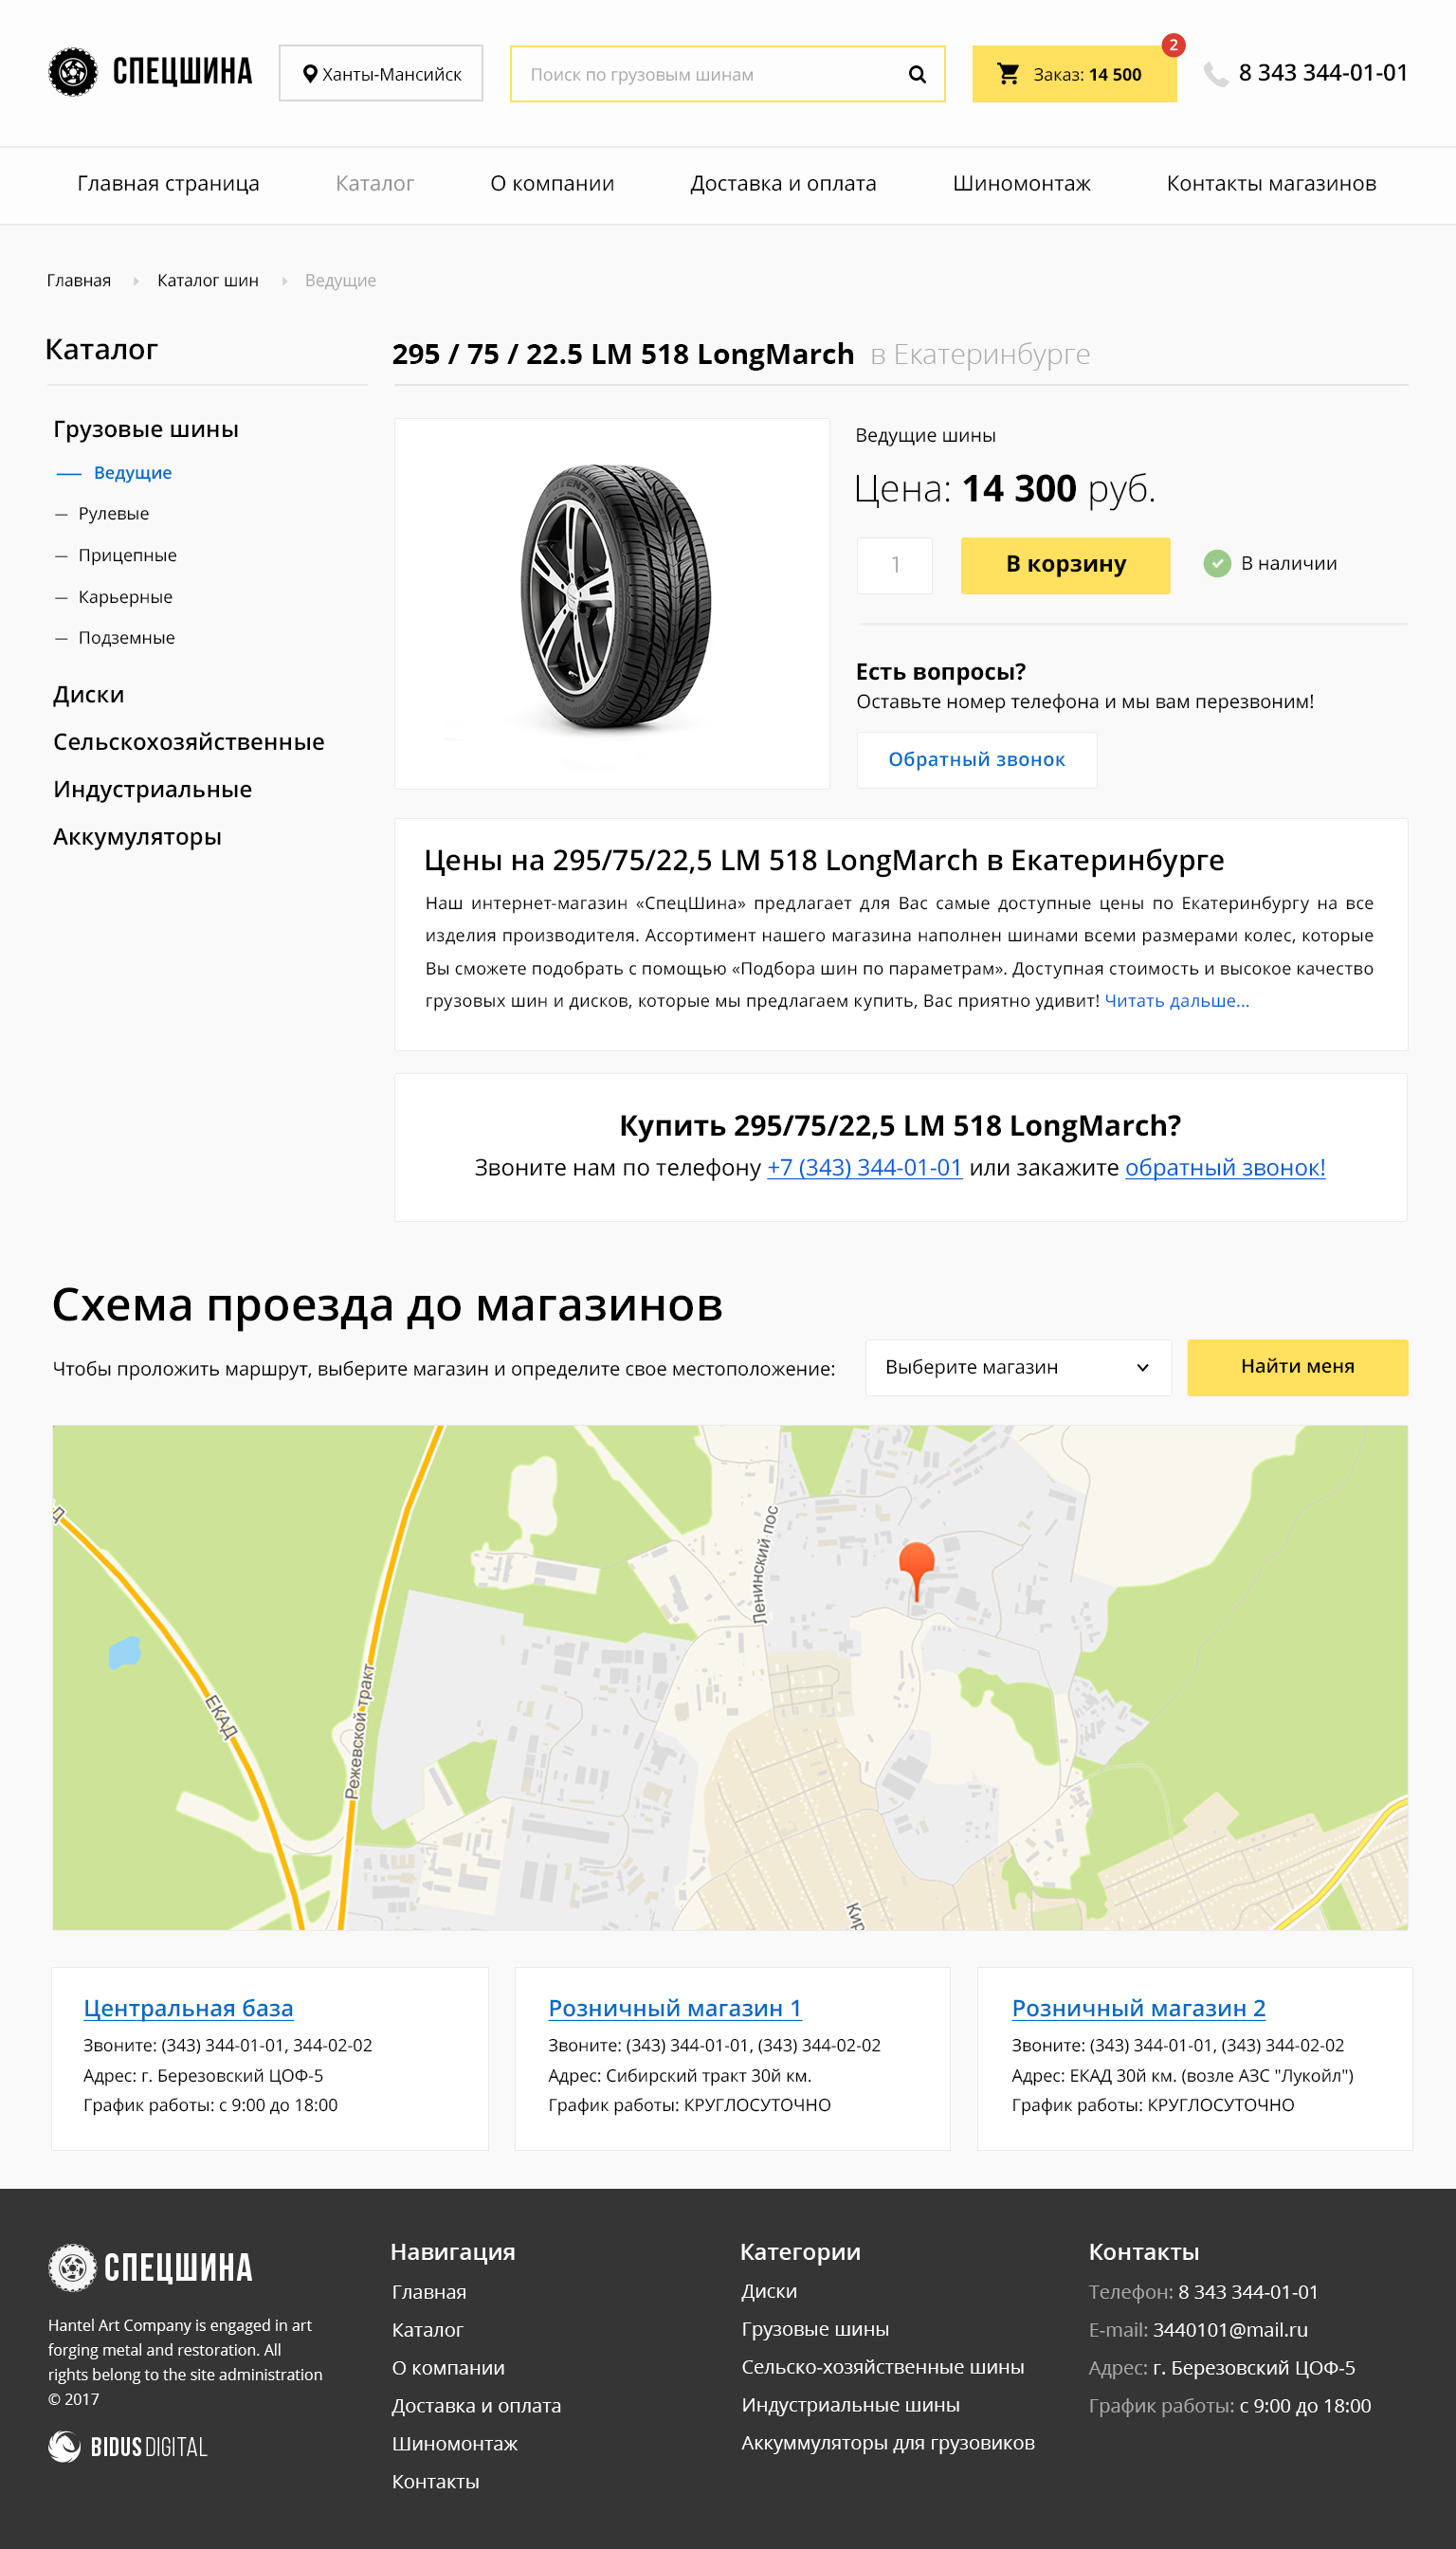 СПЕЦШИНА
Ханты-Мансийск
Поиск по грузовым шинам
Заказ: 14 500
2
8 343 344-01-01
Главная страница
Каталог
О компании
Доставка и оплата
Шиномонтаж
Контакты магазинов
Главная
Каталог шин
Ведущие
Каталог
Грузовые шины
Ведущие
Рулевые
Прицепные
Карьерные
Подземные
Диски
Сельскохозяйственные
Индустриальные
Аккумуляторы
295 / 75 / 22.5 LM 518 LongMarch в Екатеринбурге
Ведущие шины
Цена: 14 300 руб.
1
В корзину
В наличии
Есть вопросы?
Оставьте номер телефона и мы вам перезвоним!
Обратный звонок
Цены на 295/75/22,5 LM 518 LongMarch в Екатеринбурге
Наш интернет-магазин «СпецШина» предлагает для Вас самые доступные цены по Екатеринбургу на все
изделия производителя. Ассортимент нашего магазина наполнен шинами всеми размерами колес, которые
Вы сможете подобрать с помощью «Подбора шин по параметрам». Доступная стоимость и высокое качество
грузовых шин и дисков, которые мы предлагаем купить, Вас приятно удивит! Читать дальше...
Купить 295/75/22,5 LM 518 LongMarch?
Звоните нам по телефону +7 (343) 344-01-01 или закажите обратный звонок!
Схема проезда до магазинов
Чтобы проложить маршрут, выберите магазин и определите свое местоположение:
Выберите магазин
Найти меня
Ленинский пос
ЕКАД
Режевской тракт
Кир
Центральная база
Звоните: (343) 344-01-01, 344-02-02
Адрес: г. Березовский ЦОФ-5
График работы: с 9:00 до 18:00
Розничный магазин 1
Звоните: (343) 344-01-01, (343) 344-02-02
Адрес: Сибирский тракт 30й км.
График работы: КРУГЛОСУТОЧНО
Розничный магазин 2
Звоните: (343) 344-01-01, (343) 344-02-02
Адрес: ЕКАД 30й км. (возле АЗС "Лукойл")
График работы: КРУГЛОСУТОЧНО
СПЕЦШИНА
Hantel Art Company is engaged in art
forging metal and restoration. All
rights belong to the site administration
© 2017
BIDUS DIGITAL
Навигация
Главная
Каталог
О компании
Доставка и оплата
Шиномонтаж
Контакты
Категории
Диски
Грузовые шины
Сельско-хозяйственные шины
Индустриальные шины
Аккуммуляторы для грузовиков
Контакты
Телефон: 8 343 344-01-01
E-mail: 3440101@mail.ru
Адрес: г. Березовский ЦОФ-5
График работы: с 9:00 до 18:00